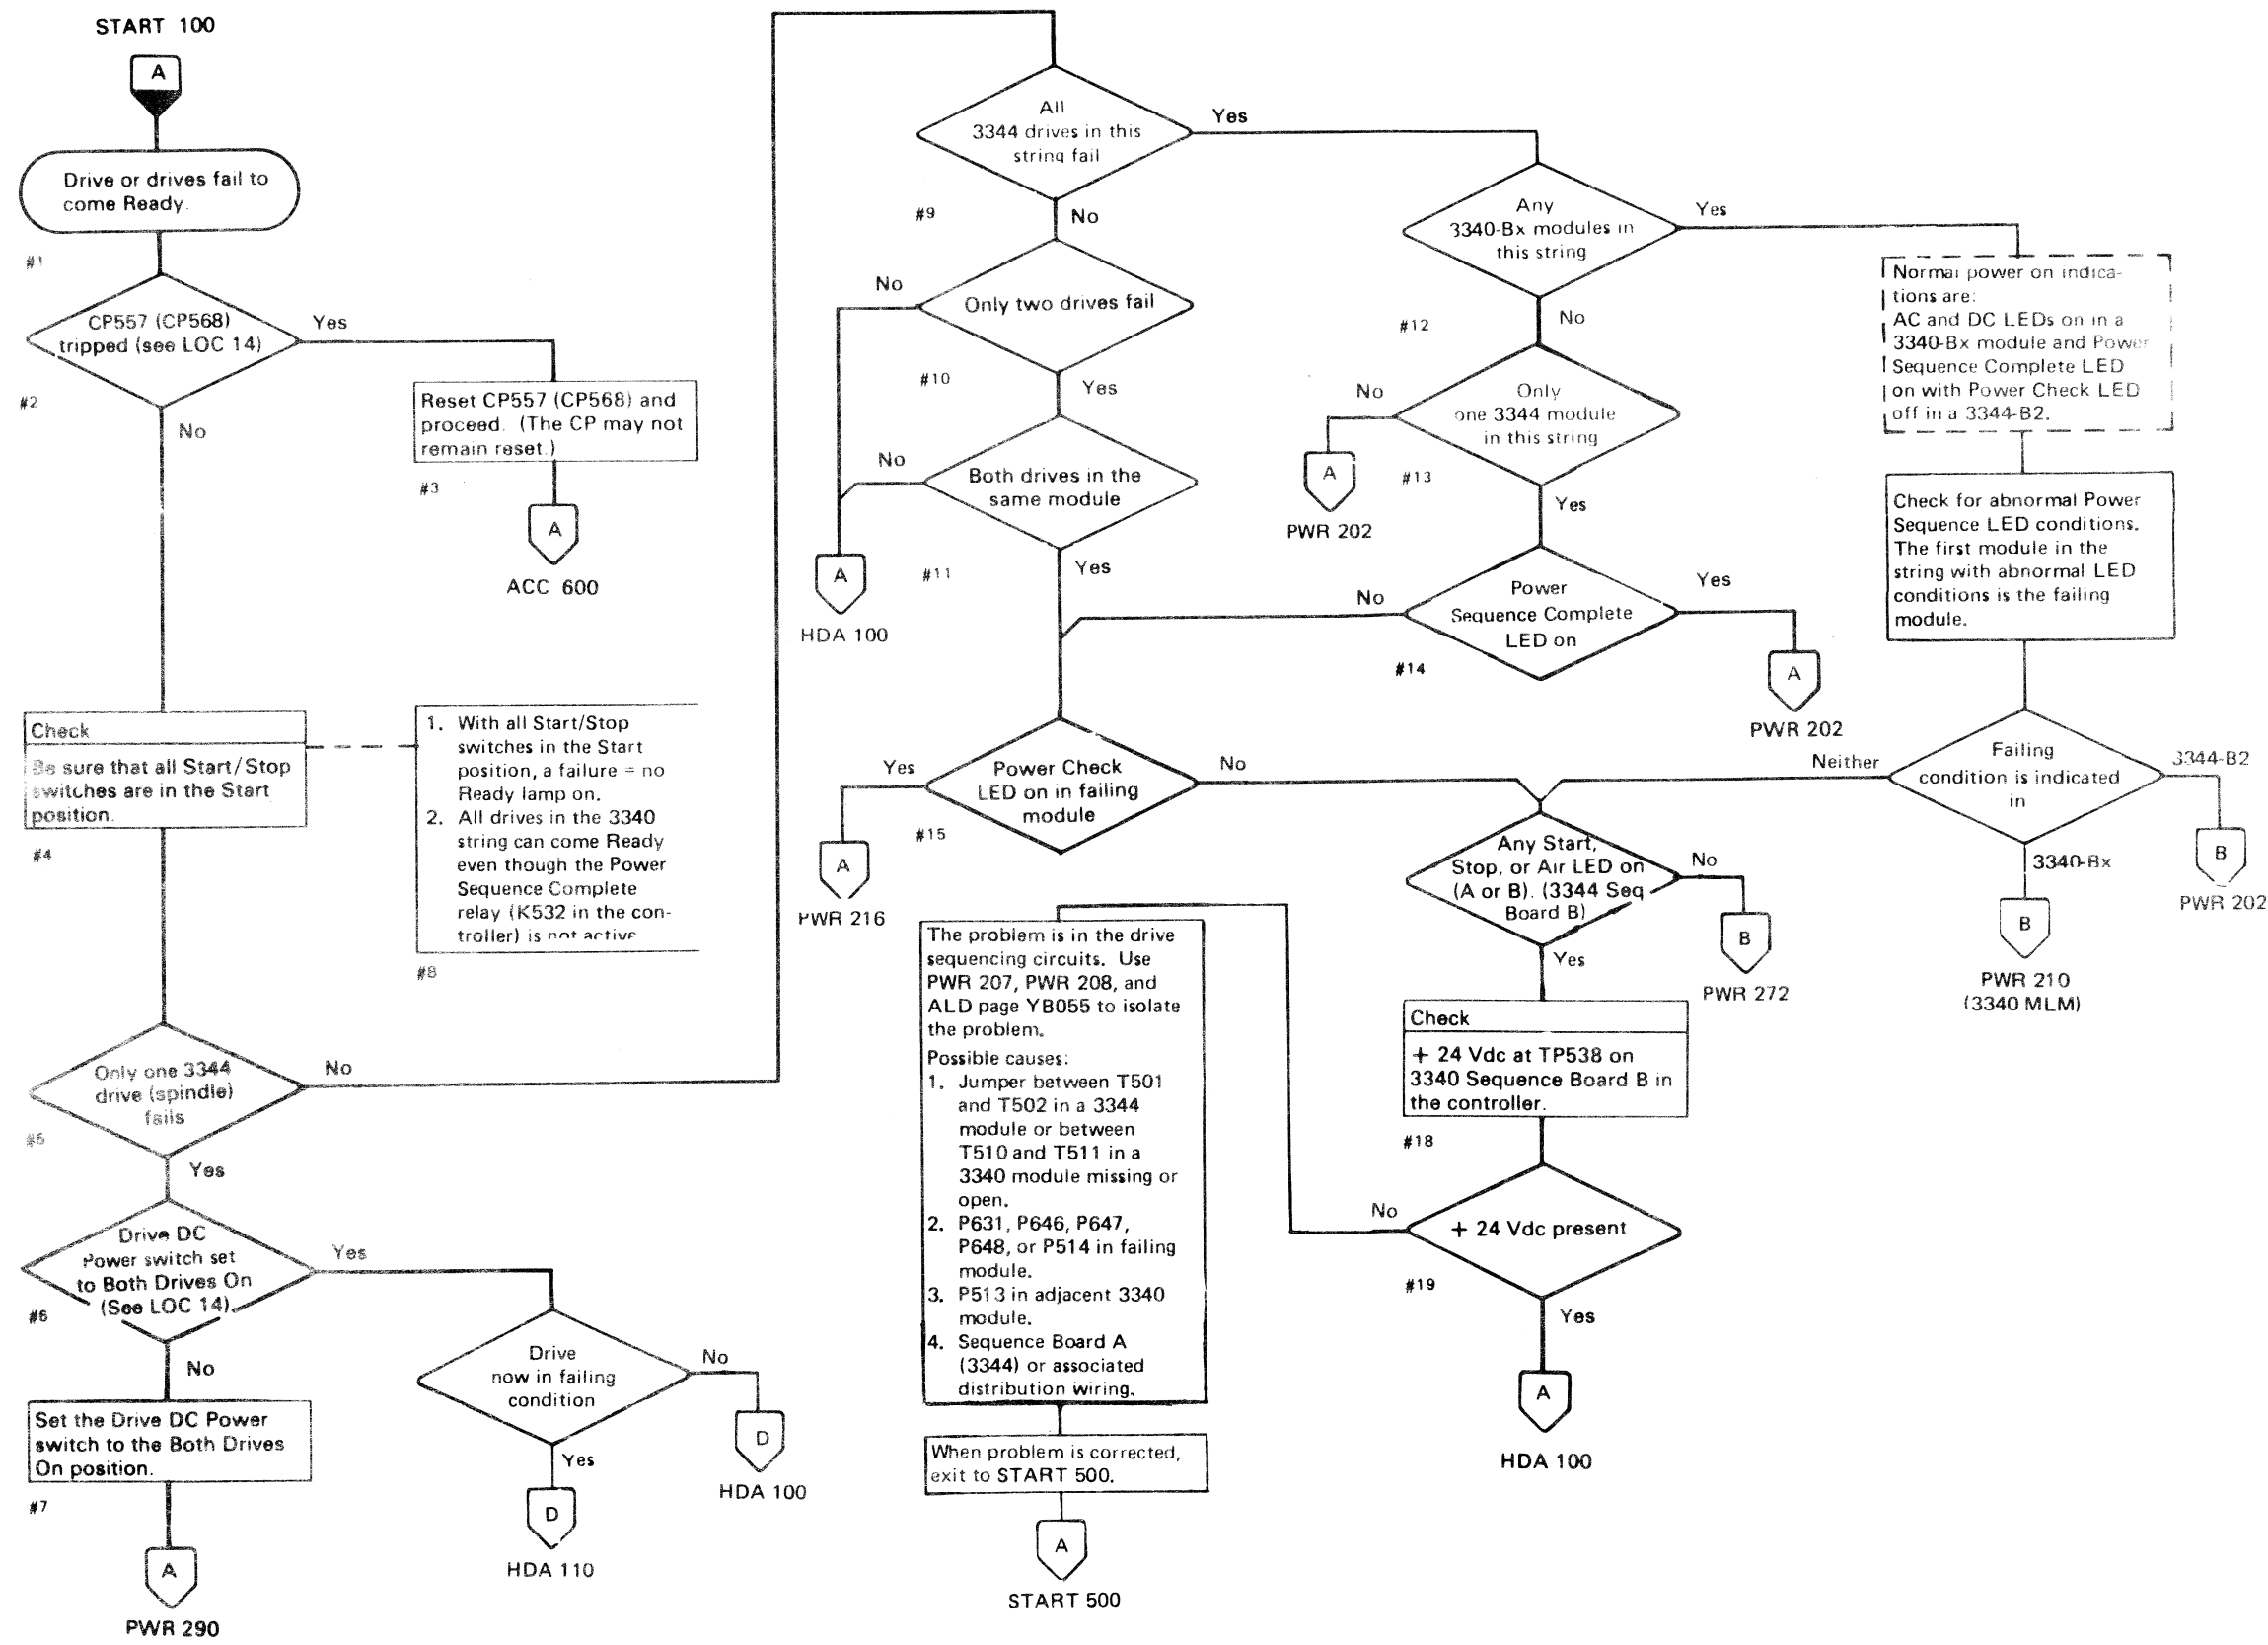 START 100
A
Drive or drives fail to
come Ready.
#1
CP557 (CP568)
tripped (see LOC 14)
Yes
#2
No
Reset CP557 (CP568) and
proceed. (The CP may not
remain reset.)
#3
A
ACC 600
Check
Be sure that all Start/Stop
switches are in the Start
position.
#4
1. With all Start/Stop
switches in the Start
position, a failure = no
Ready lamp on.
2. All drives in the 3340
string can come Ready
even though the Power
Sequence Complete
relay (K532 in the con-
troller) is not active
#8
Only one 3344
drive (spindle)
fails
No
#5
Yes
Drive DC
Power switch set
to Both Drives On
(See LOC 14)
Yes
#6
No
Set the Drive DC Power
switch to the Both Drives
On position.
#7
A
PWR 290
Drive
now in failing
condition
No
D
HDA 100
Yes
D
HDA 110
All
3344 drives in this
string fail
Yes
#9
No
Only two drives fail
No
#10
Yes
Both drives in the
same module
No
#11
Yes
A
HDA 100
Power Check
LED on in failing
module
Yes
No
#15
A
PWR 216
The problem is in the drive
sequencing circuits. Use
PWR 207, PWR 208, and
ALD page YB055 to isolate
the problem.
Possible causes:
1. Jumper between T501
and T502 in a 3344
module or between
T510 and T511 in a
3340 module missing or
open.
2. P631, P646, P647,
P648, or P514 in failing
module.
3. P513 in adjacent 3340
module.
4. Sequence Board A
(3344) or associated
distribution wiring.
When problem is corrected,
exit to START 500.
A
START 500
Any
3340-Bx modules in
this string
Yes
#12
No
Only
one 3344 module
in this string
No
A
PWR 202
#13
Yes
Power
Sequence Complete
LED on
No
Yes
#14
A
PWR 202
Any Start,
Stop, or Air LED on
(A or B). (3344 Seq
Board B)
No
B
PWR 272
Yes
Check
+ 24 Vdc at TP538 on
3340 Sequence Board B in
the controller.
#18
+ 24 Vdc present
No
#19
Yes
A
HDA 100
Normal power on indica-
tions are:
AC and DC LEDs on in a
3340-Bx module and Power
Sequence Complete LED
on with Power Check LED
off in a 3344-B2.
Check for abnormal Power
Sequence LED conditions.
The first module in the
string with abnormal LED
conditions is the failing
module.
Failing
condition is indicated
in
Neither
3344-B2
B
PWR 202
3340-Bx
B
PWR 210
(3340 MLM)